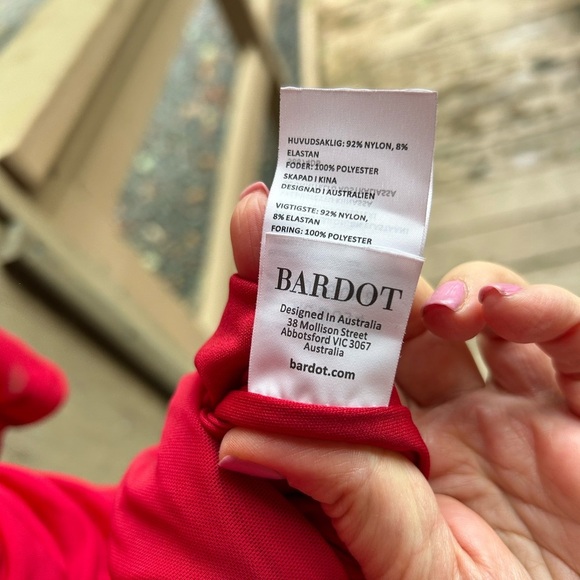 HUVUDSAKLIG: 92% NYLON, 8%
ELASTAN
FODER: 100% POLYESTER
SKAPAD I KINA
DESIGNAD I AUSTRALIEN
VIGTIGSTE: 92% NYLON,
8% ELASTAN
FORING: 100% POLYESTER
BARDOT
Designed In Australia
38 Mollison Street
Abbotsford VIC 3067
Australia
bardot.com